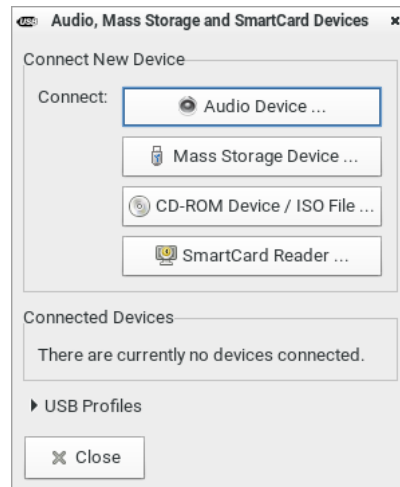 Audio, Mass Storage and SmartCard Devices
Connect New Device
Connect:
Audio Device ...
Mass Storage Device ...
CD-ROM Device / ISO File ...
SmartCard Reader ...
Connected Devices
There are currently no devices connected.
USB Profiles
Close